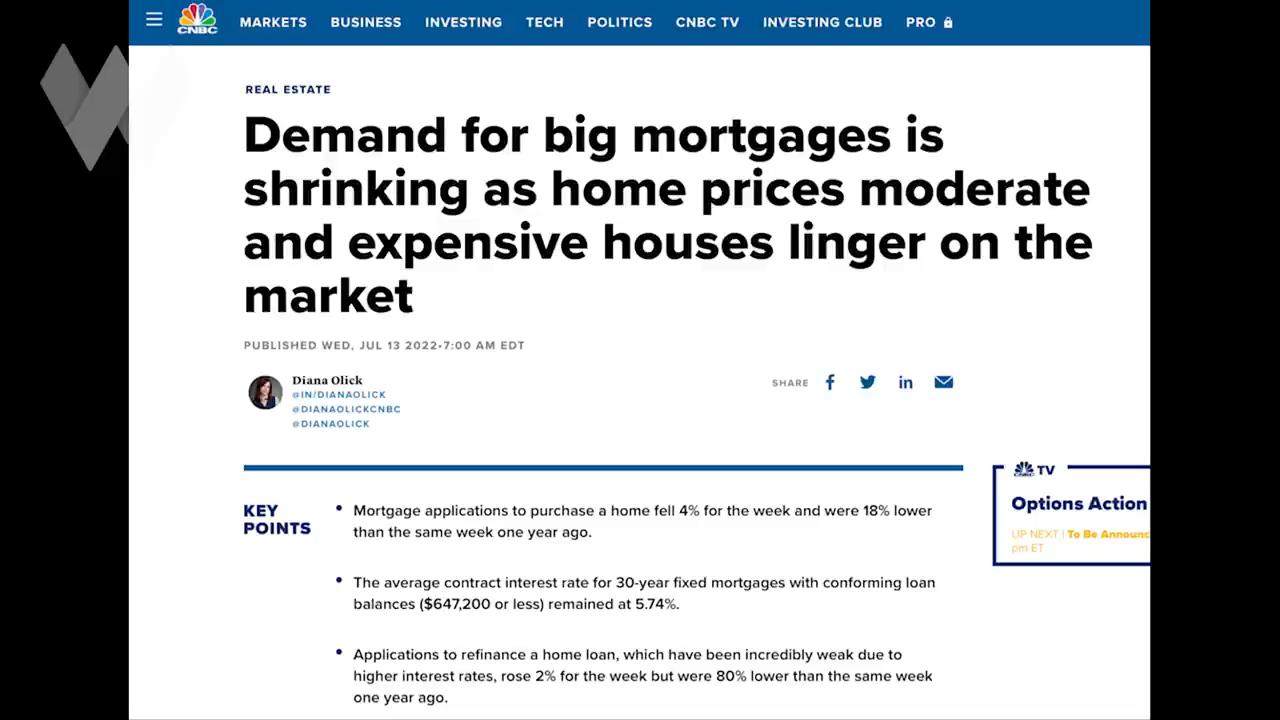 MARKETS BUSINESS INVESTING TECH POLITICS CNBC TV INVESTING CLUB PRO
CNBC
REAL ESTATE
Demand for big mortgages is
shrinking as home prices moderate
and expensive houses linger on the
market
PUBLISHED WED, JUL 13 2022•7:00 AM EDT
Diana Olick
@IN/DIANAOLICK
@DIANAOLICKCNBC
@DIANAOLICK
SHARE
KEY
POINTS
• Mortgage applications to purchase a home fell 4% for the week and were 18% lower
than the same week one year ago.
• The average contract interest rate for 30-year fixed mortgages with conforming loan
balances ($647,200 or less) remained at 5.74%.
• Applications to refinance a home loan, which have been incredibly weak due to
higher interest rates, rose 2% for the week but were 80% lower than the same week
one year ago.
CNBC TV
Options Action
UP NEXT | To Be Announc
pm ET